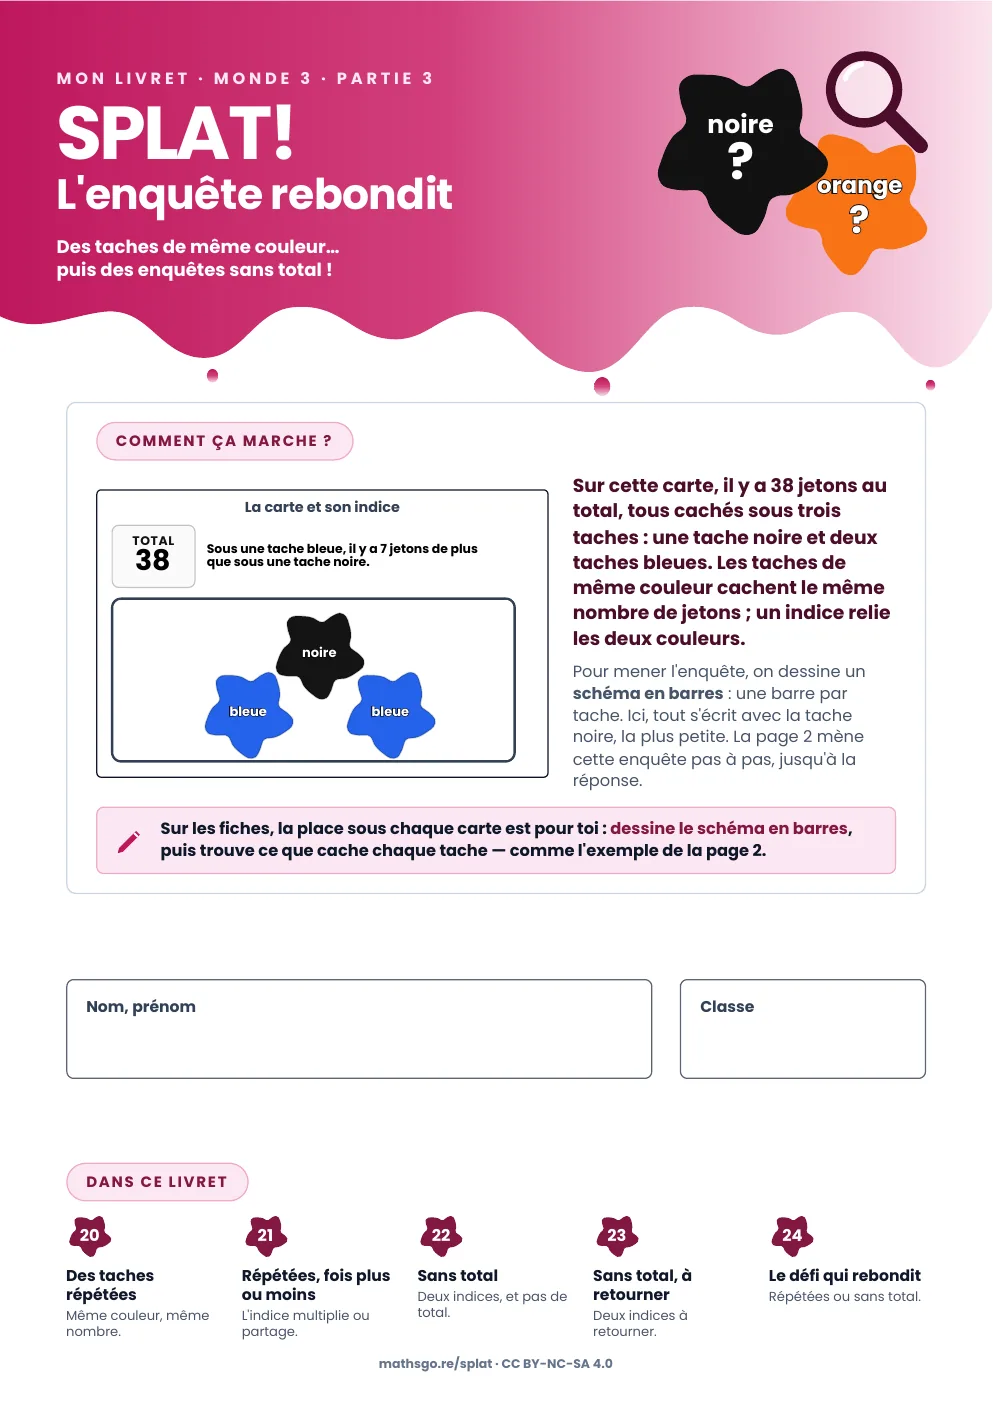 MON LIVRET · MONDE 3 · PARTIE 3
SPLAT!
L'enquête rebondit
Des taches de même couleur…
puis des enquêtes sans total !
noire
?
orange
?
COMMENT ÇA MARCHE ?
La carte et son indice
TOTAL
38
Sous une tache bleue, il y a 7 jetons de plus
que sous une tache noire.
noire
bleue
bleue
Sur cette carte, il y a 38 jetons au
total, tous cachés sous trois
taches : une tache noire et deux
taches bleues. Les taches de
même couleur cachent le même
nombre de jetons ; un indice relie
les deux couleurs.
Pour mener l'enquête, on dessine un
schéma en barres : une barre par
tache. Ici, tout s'écrit avec la tache
noire, la plus petite. La page 2 mène
cette enquête pas à pas, jusqu'à la
réponse.
Sur les fiches, la place sous chaque carte est pour toi : dessine le schéma en barres,
puis trouve ce que cache chaque tache — comme l'exemple de la page 2.
Nom, prénom
Classe
DANS CE LIVRET
20
Des taches
répétées
Même couleur, même
nombre.
21
Répétées, fois plus
ou moins
L'indice multiplie ou
partage.
22
Sans total
Deux indices, et pas de
total.
23
Sans total, à
retourner
Deux indices à
retourner.
24
Le défi qui rebondit
Répétées ou sans total.
mathsgo.re/splat · CC BY-NC-SA 4.0